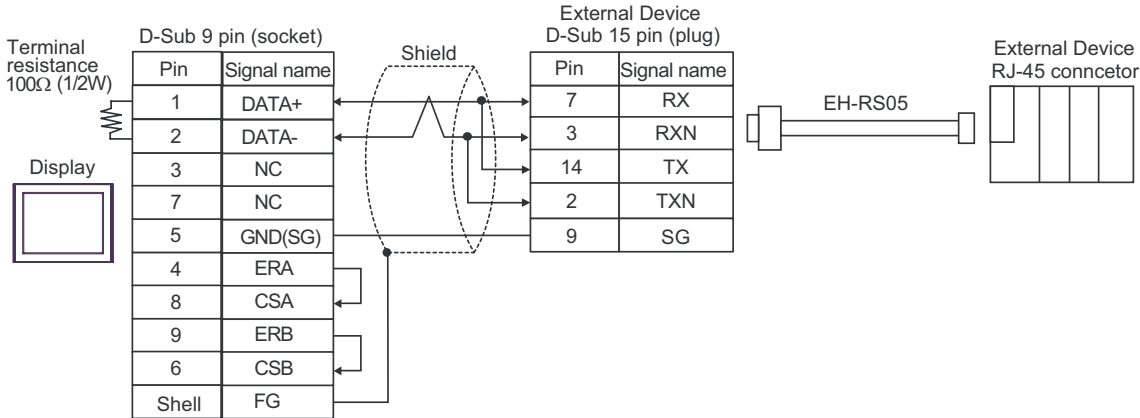 External Device
D-Sub 15 pin (plug)
D-Sub 9 pin (socket)
Shield
External Device
RJ-45 conncetor
Terminal
resistance
100Ω (1/2W)
Pin Signal name
1 DATA+
2 DATA-
3 NC
7 NC
5 GND(SG)
4 ERA
8 CSA
9 ERB
6 CSB
Shell FG
Display
Pin Signal name
7 RX
3 RXN
14 TX
2 TXN
9 SG
EH-RS05